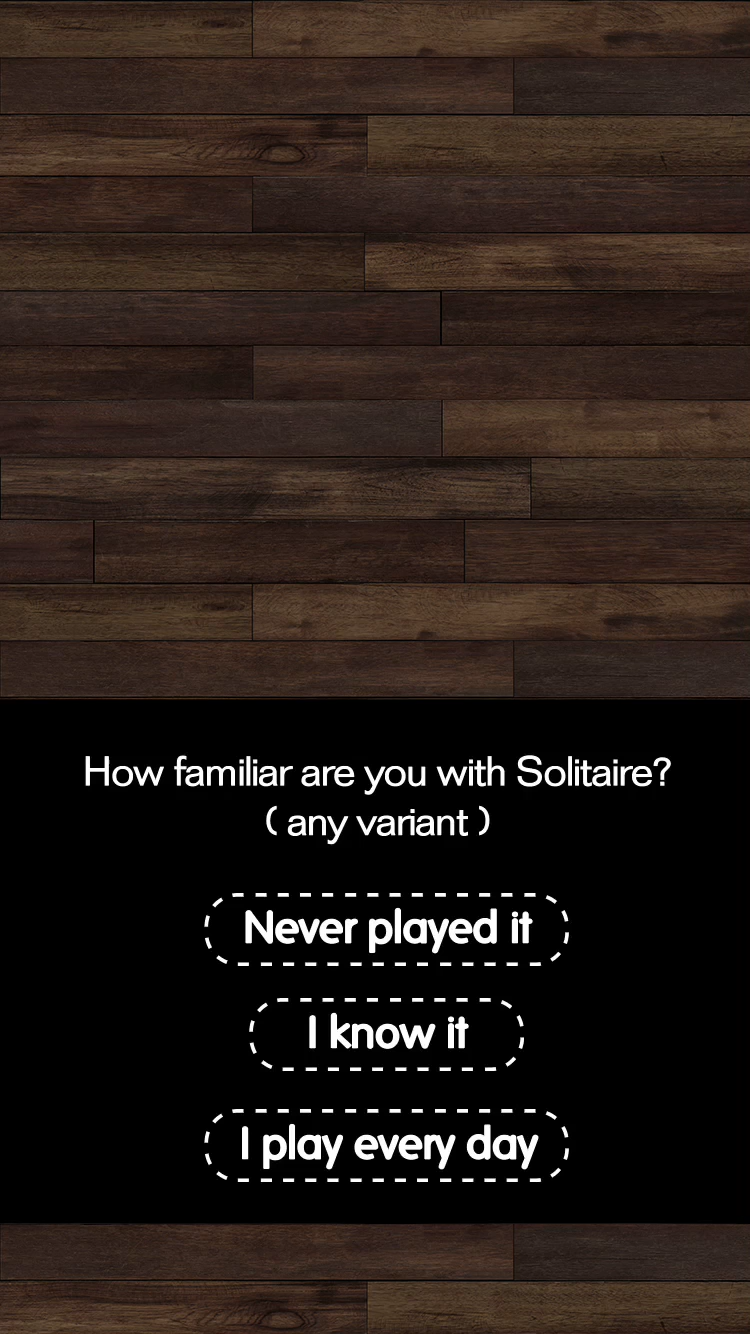 How familiar are you with Solitaire?
( any variant )
Never played it
I know it
I play every day